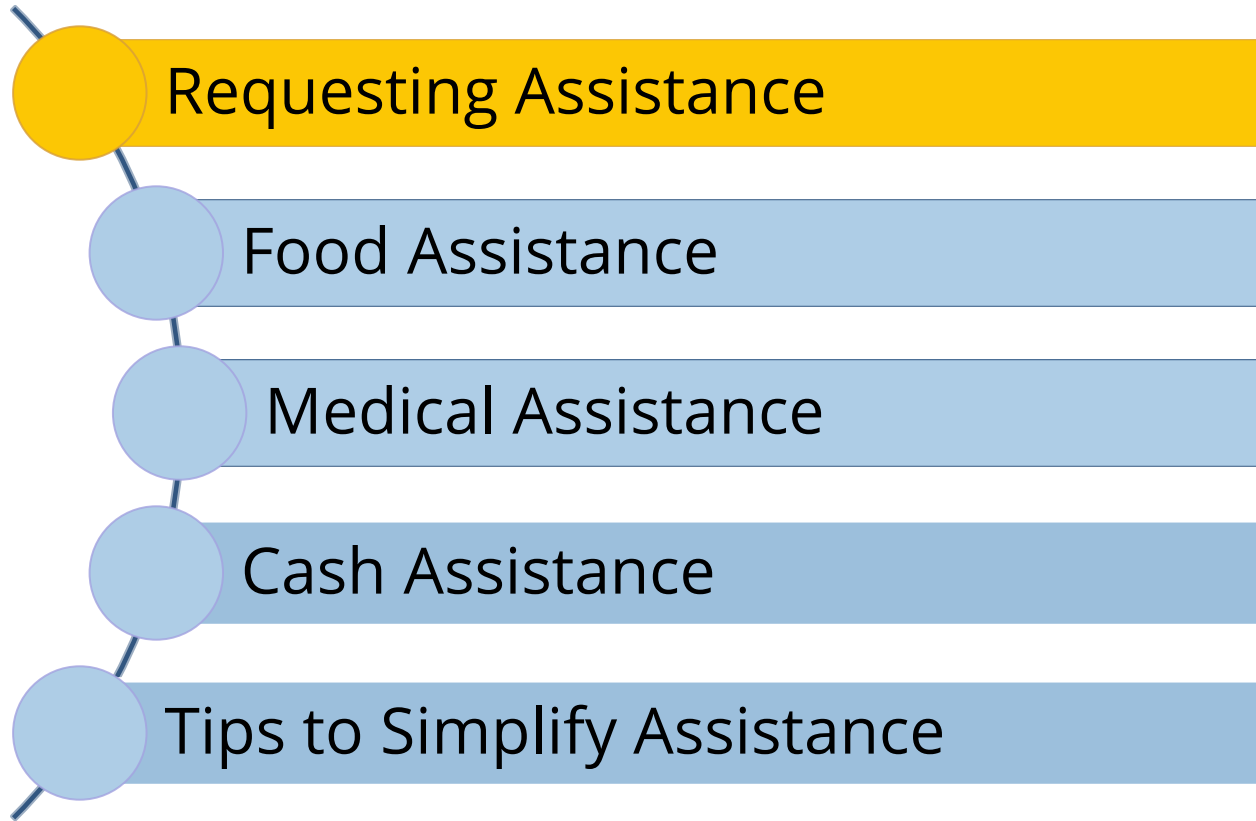 Requesting Assistance
Food Assistance
Medical Assistance
Cash Assistance
Tips to Simplify Assistance